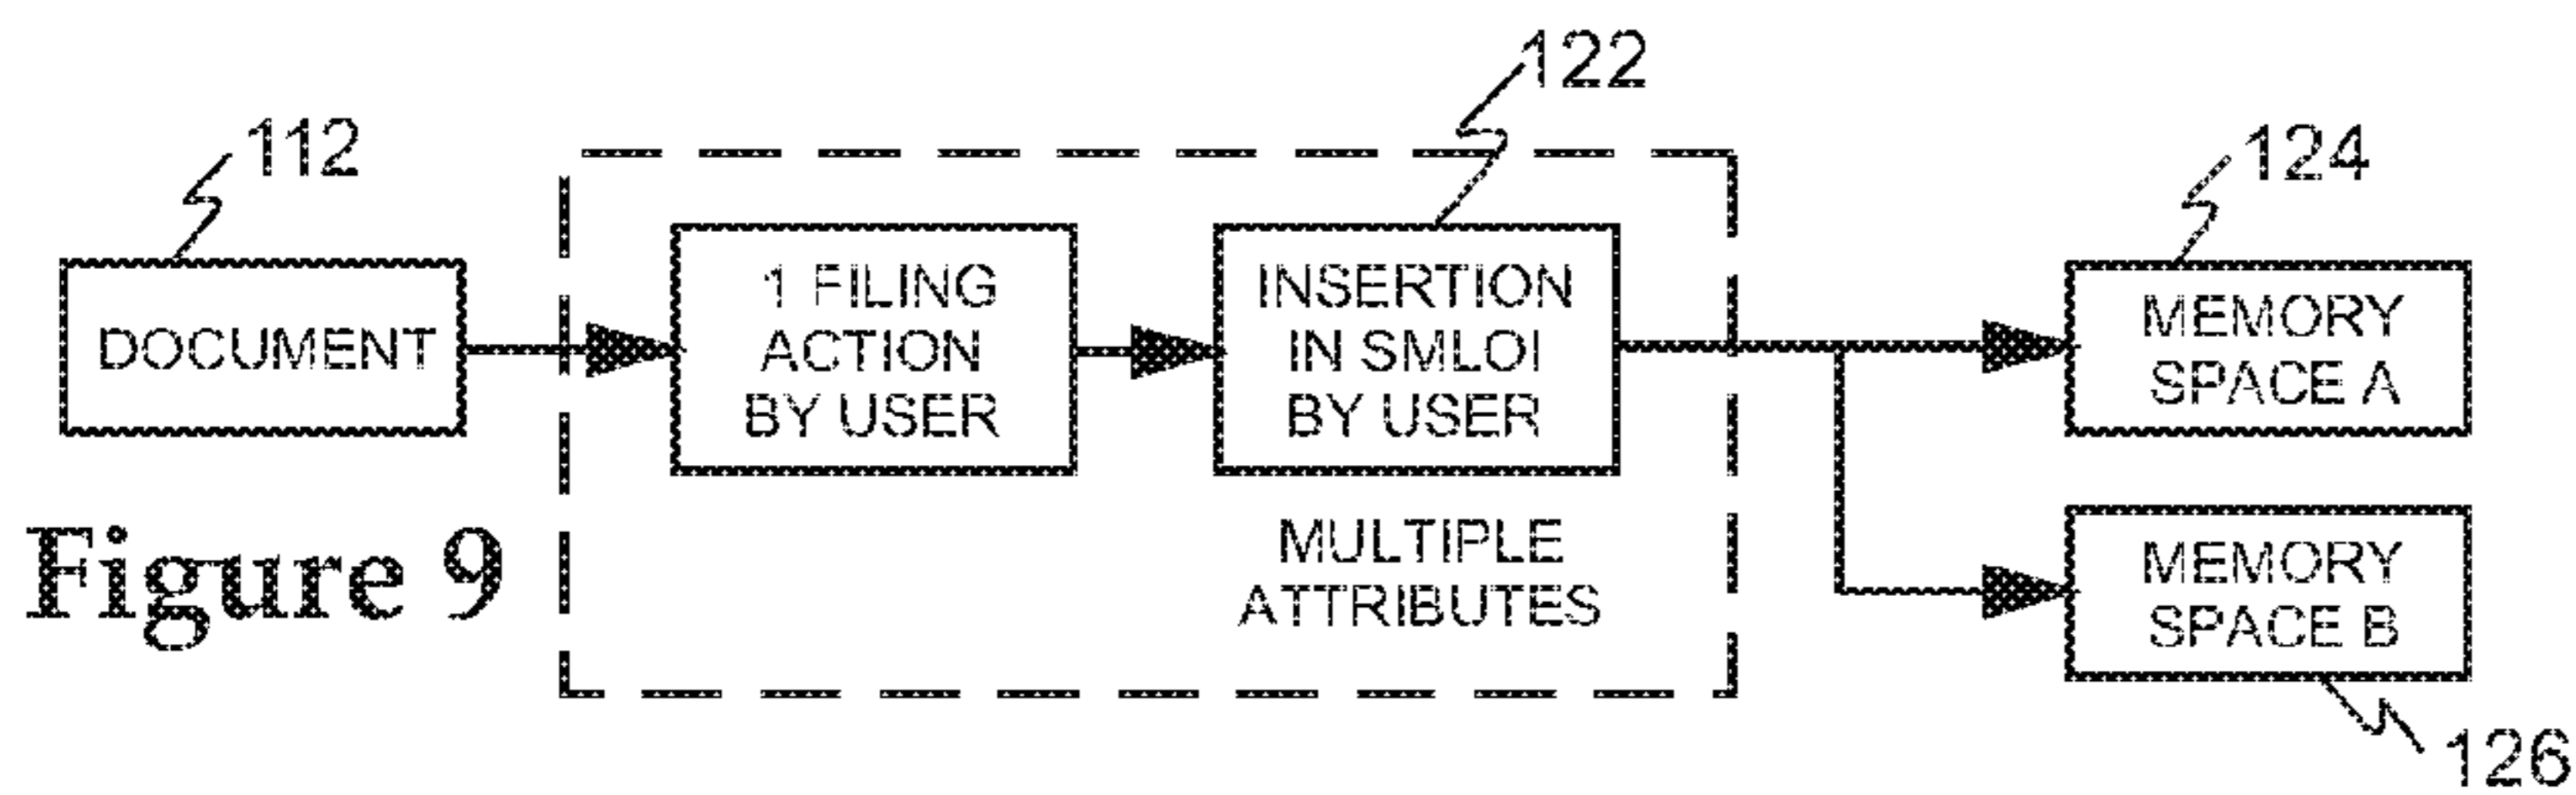 122
112
124
DOCUMENT
1 FILING
ACTION
BY USER
INSERTION
IN SMLOI
BY USER
MEMORY
SPACE A
MULTIPLE
ATTRIBUTES
MEMORY
SPACE B
Figure 9
126